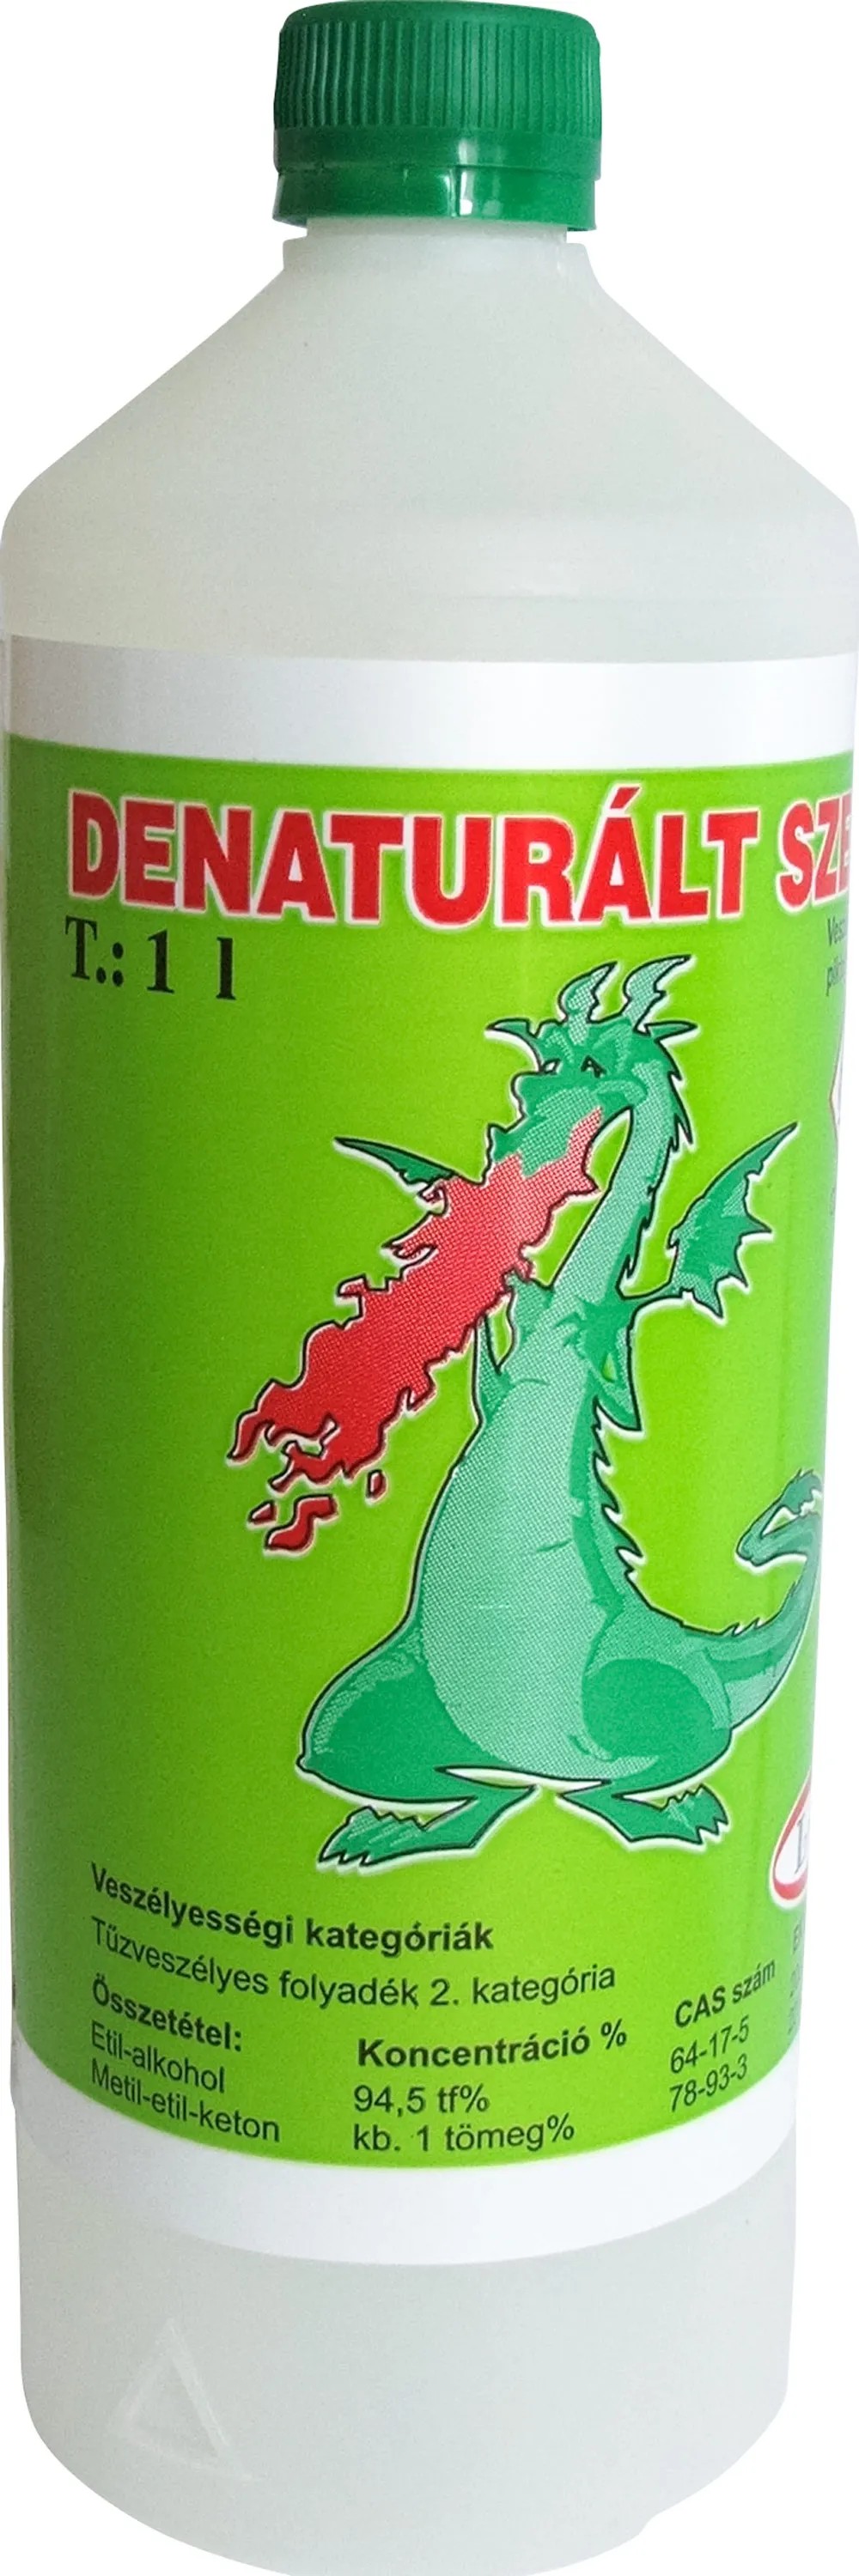 DENATURÁLT
T.: 1 l
Veszélyességi kategóriák
Tűzveszélyes folyadék 2. kategória
Összetétel: Koncentráció % CAS szám
Etil-alkohol 94,5 tf% 64-17-5
Metil-etil-keton kb. 1 tömeg% 78-93-3